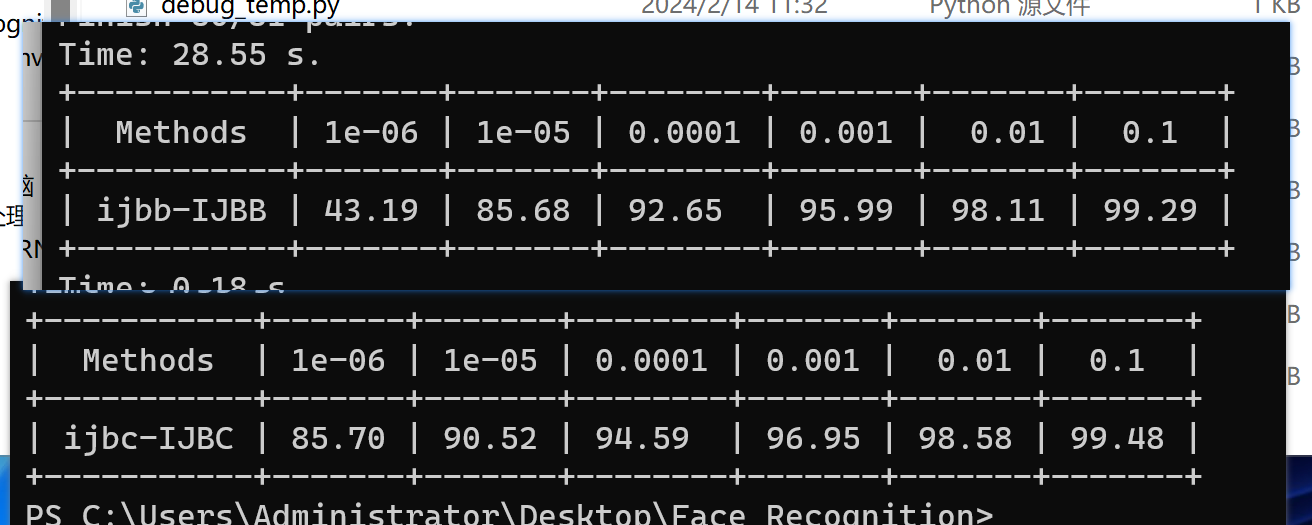 debug_temp.py 2024/2/14 11:32 Python 源文件 1 KB
Time: 28.55 s.
+-----------+-------+-------+--------+-------+-------+-------+
| Methods | 1e-06 | 1e-05 | 0.0001 | 0.001 | 0.01 | 0.1 |
+-----------+-------+-------+--------+-------+-------+-------+
| ijbb-IJBB | 43.19 | 85.68 | 92.65 | 95.99 | 98.11 | 99.29 |
+-----------+-------+-------+--------+-------+-------+-------+
Time: 0.18 s
+-----------+-------+-------+--------+-------+-------+-------+
| Methods | 1e-06 | 1e-05 | 0.0001 | 0.001 | 0.01 | 0.1 |
+-----------+-------+-------+--------+-------+-------+-------+
| ijbc-IJBC | 85.70 | 90.52 | 94.59 | 96.95 | 98.58 | 99.48 |
+-----------+-------+-------+--------+-------+-------+-------+
PS C:\Users\Administrator\Desktop\Face Recognition>